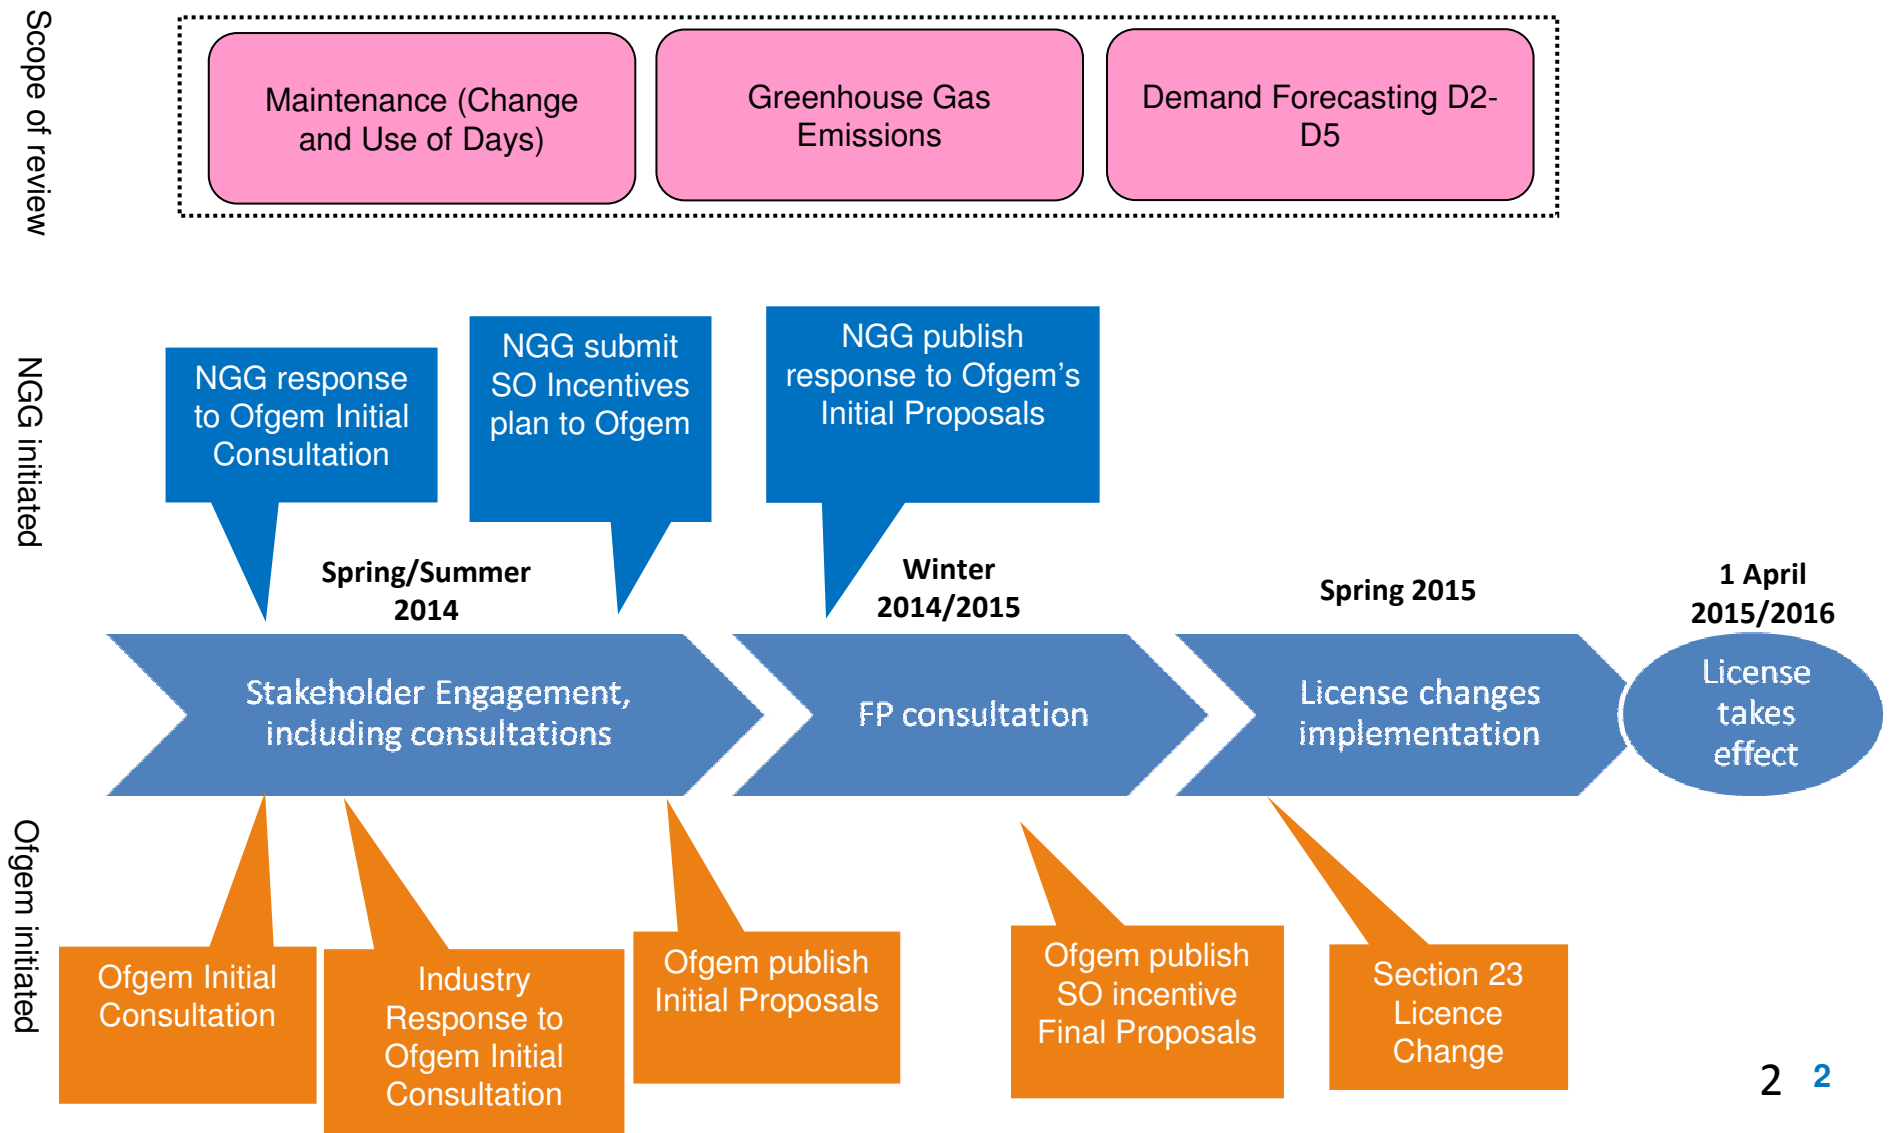 Scope of review
Maintenance (Change
and Use of Days)
Greenhouse Gas
Emissions
Demand Forecasting D2-
D5
NGG initiated
NGG response
to Ofgem Initial
Consultation
NGG submit
SO Incentives
plan to Ofgem
NGG publish
response to Ofgem’s
Initial Proposals
Spring/Summer
2014
Winter
2014/2015
Spring 2015
1 April
2015/2016
Stakeholder Engagement,
including consultations
FP consultation
License changes
implementation
License
takes
effect
Ofgem initiated
Ofgem Initial
Consultation
Industry
Response to
Ofgem Initial
Consultation
Ofgem publish
Initial Proposals
Ofgem publish
SO incentive
Final Proposals
Section 23
Licence
Change
2 2